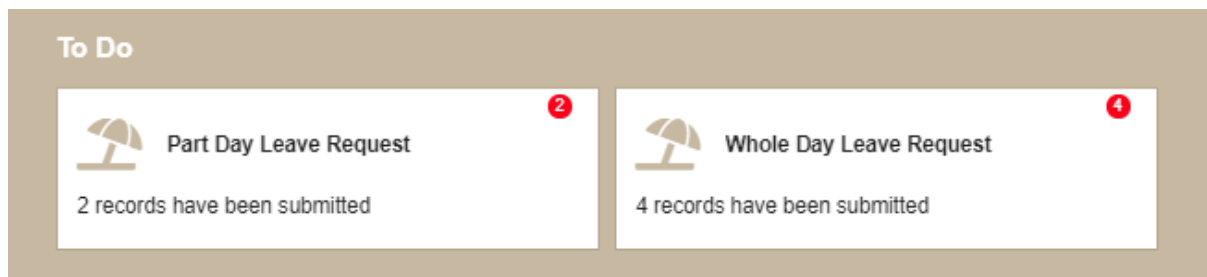 To Do
2
Part Day Leave Request
2 records have been submitted
4
Whole Day Leave Request
4 records have been submitted